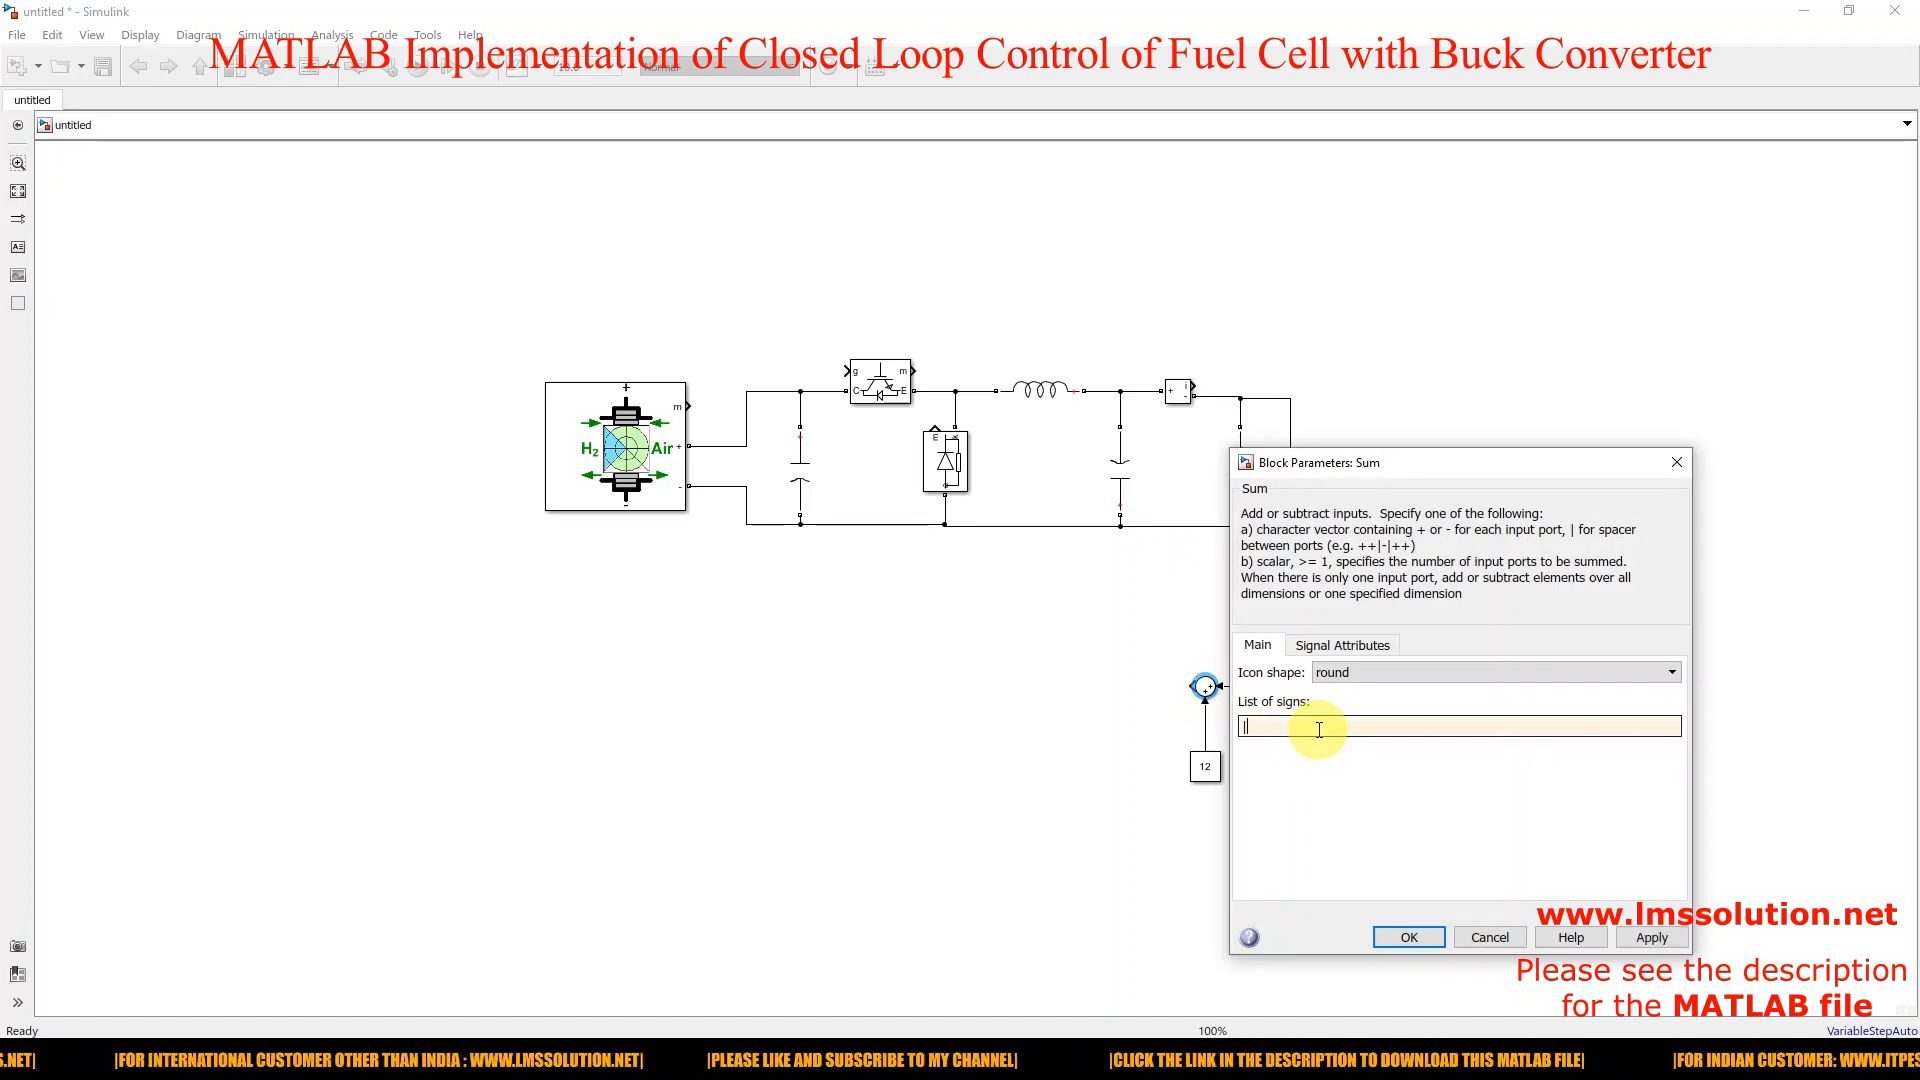 untitled * - Simulink
File Edit View Display Diagram Simulation Analysis Code Tools Help
MATLAB Implementation of Closed Loop Control of Fuel Cell with Buck Converter
untitled
untitled
g m
C E
i
+
-
+
m
H₂ Air +
-
-
m k
a
12
Block Parameters: Sum
Sum
Add or subtract inputs. Specify one of the following:
a) character vector containing + or - for each input port, | for spacer
between ports (e.g. ++|-|++)
b) scalar, >= 1, specifies the number of input ports to be summed.
When there is only one input port, add or subtract elements over all
dimensions or one specified dimension
Main Signal Attributes
Icon shape: round
List of signs:
|
OK Cancel Help Apply
www.lmssolution.net
Please see the description
for the MATLAB file
Ready 100% VariableStepAuto
S.NET| |FOR INTERNATIONAL CUSTOMER OTHER THAN INDIA : WWW.LMSSOLUTION.NET| |PLEASE LIKE AND SUBSCRIBE TO MY CHANNEL| |CLICK THE LINK IN THE DESCRIPTION TO DOWNLOAD THIS MATLAB FILE| |FOR INDIAN CUSTOMER: WWW.ITPES